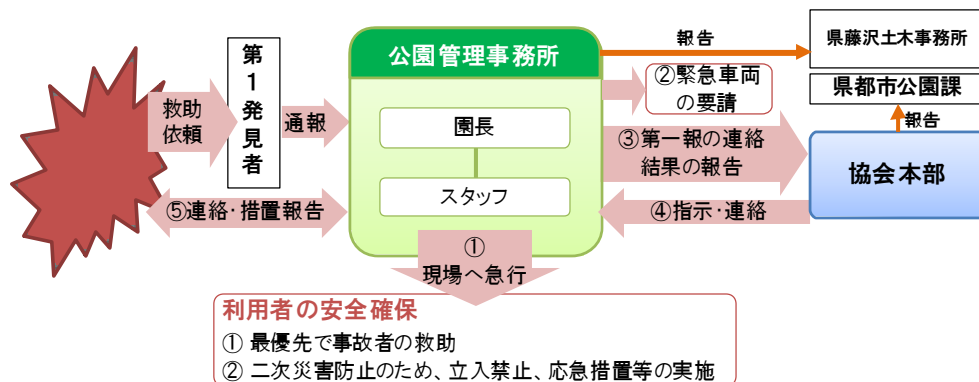 救助
依頼
第
1
発
見
者
通報
公園管理事務所
園長
スタッフ
報告
県藤沢土木事務所
②緊急車両
の要請
県都市公園課
報告
③第一報の連絡
結果の報告
協会本部
④指示・連絡
⑤連絡・措置報告
①
現場へ急行
利用者の安全確保
① 最優先で事故者の救助
② 二次災害防止のため、立入禁止、応急措置等の実施